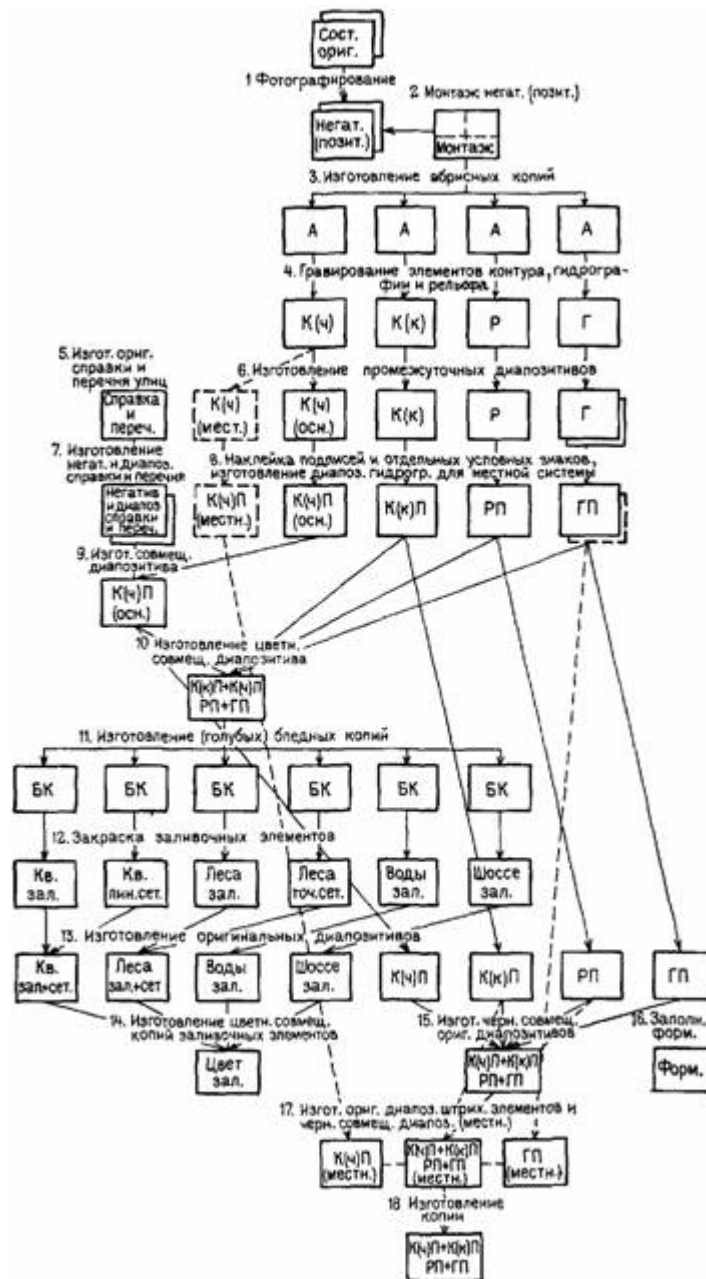 Сост.
ориг.
1 Фотографирование
2 Монтаж негат. (позит.)
Негат.
(позит.)
Монтаж
3. Изготовление абрисных копий
А
А
А
А
4. Гравирование элементов контура, гидрогра-
фии и рельефа
К(ч)
К(к)
Р
Г
5. Изгот. ориг.
справки и
перечня улиц
6. Изготовление промежуточных диапозитивов
Справка
и
переч.
К(ч)
(мест.)
К(ч)
(осн.)
К(к)
Р
Г
7. Изготовление
негат. и диапоз.
справки и перечня
8. Наклейка подписей и отдельных условных знаков,
изготовление диапоз. гидрогр. для местной системы
Негатив
и диапоз
справки
и переч.
К(ч)П
(местн.)
К(ч)П
(осн.)
К(к)П
РП
ГП
9. Изгот. совмещ.
диапозитива
К(ч)П
(осн.)
10 Изготовление цветн.
совмещ. диапозитива
К(к)П+К(ч)П
РП+ГП
11. Изготовление (голубых) бледных копий
БК
БК
БК
БК
БК
БК
12. Закраска заливочных элементов
Кв.
зал.
Кв.
лин.сет.
Леса
зал.
Леса
точ.сет.
Воды
зал.
Шоссе
зал.
13. Изготовление оригинальных диапозитивов
Кв.
зал+сет.
Леса
зал.+сет
Воды
зал.
Шоссе
зал.
К(ч)П
К(к)П
РП
ГП
14. Изготовление цветн. совмещ.
копий заливочных элементов
15. Изгот. черн. совмещ.
ориг. диапозитивов
16. Заполн.
форм.
Цвет
зал.
К(ч)П+К(к)П
РП+ГП
Форм.
17. Изгот. ориг. диапоз. штрих. элементов и
черн. совмещ. диапоз. (местн.)
К(ч)П
(местн.)
К(ч)П+К(к)П
РП+ГП
(местн.)
ГП
(местн.)
18 Изготовление
копии
К(ч)П+К(к)П
РП+ГП